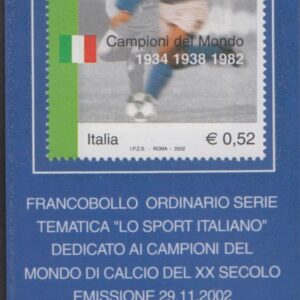 Campioni del Mondo
1934 1938 1982
Italia
I.P.Z.S. - ROMA - 2002
€ 0,52
FRANCOBOLLO ORDINARIO SERIE
TEMATICA "LO SPORT ITALIANO"
DEDICATO AI CAMPIONI DEL
MONDO DI CALCIO DEL XX SECOLO
EMISSIONE 29.11.2002